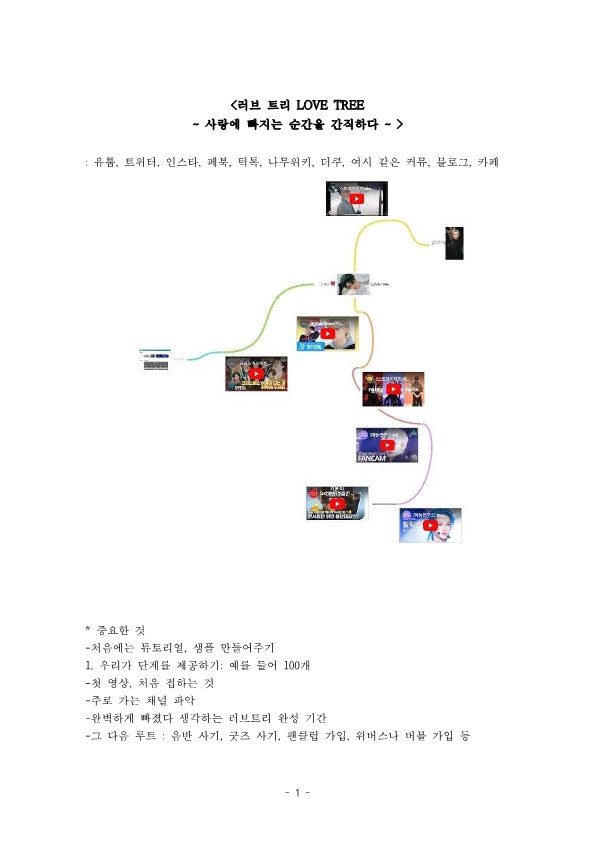 <러브 트리 LOVE TREE
~ 사랑에 빠지는 순간을 간직하다 ~ >
: 유튭, 트위터, 인스타, 페북, 틱톡, 나무위키, 더쿠, 여시 같은 커뮤, 블로그, 카페
Love tree
FANCAM
* 중요한 것
-처음에는 튜토리얼, 샘플 만들어주기
1. 우리가 단계를 제공하기: 예를 들어 100개
-첫 영상, 처음 접하는 것
-주로 가는 채널 파악
-완벽하게 빠졌다 생각하는 러브트리 완성 기간
-그 다음 루트 : 음반 사기, 굿즈 사기, 팬클럽 가입, 위버스나 버블 가입 등
- 1 -